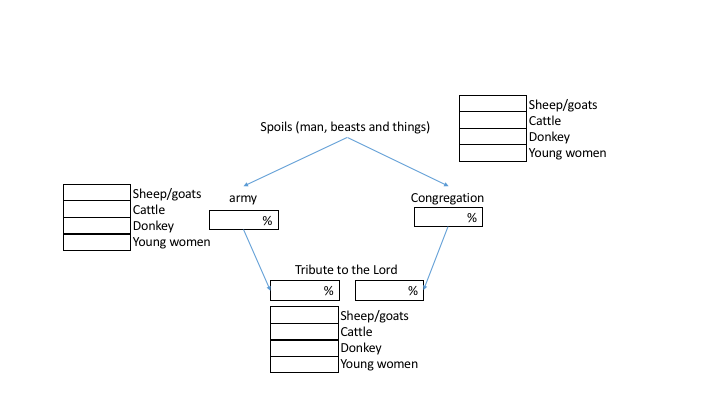 Spoils (man, beasts and things)
Sheep/goats
Cattle
Donkey
Young women
Sheep/goats
Cattle
Donkey
Young women
army
%
Congregation
%
Tribute to the Lord
%
%
Sheep/goats
Cattle
Donkey
Young women